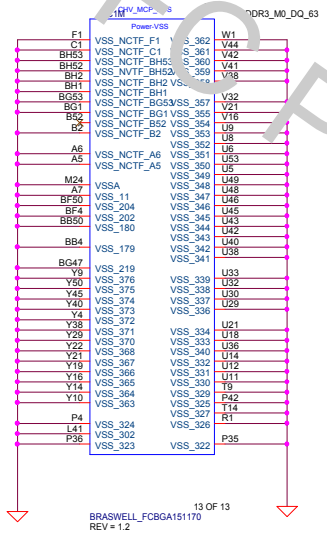 DDR3_M0_DQ_63
Power-VSS
F1 VSS_NCTF_F1 VSS_362 W1
C1 VSS_NCTF_C1 VSS_361 V44
BH53 VSS_NCTF_BH53 VSS_360 V42
BH52 VSS_NVTF_BH52 VSS_359 V41
BH2 VSS_NCTF_BH2 VSS_358 V38
BH1 VSS_NCTF_BH1
BG53 VSS_NCTF_BG53 VSS_357 V32
BG1 VSS_NCTF_BG1 VSS_355 V21
B52 VSS_NCTF_B52 VSS_354 V16
B2 VSS_NCTF_B2 VSS_353 U9
VSS_352 U8
A6 VSS_NCTF_A6 VSS_351 U6
A5 VSS_NCTF_A5 VSS_350 U53
VSS_349 U5
M24 VSSA VSS_348 U49
A7 VSS_11 VSS_347 U48
BF50 VSS_204 VSS_346 U46
BF4 VSS_202 VSS_345 U45
BB50 VSS_180 VSS_344 U43
VSS_343 U42
BB4 VSS_179 VSS_342 U40
VSS_341 U38
BG47 VSS_219
Y9 VSS_376 VSS_339 U33
Y50 VSS_375 VSS_338 U32
Y45 VSS_374 VSS_337 U30
Y40 VSS_373 VSS_336 U29
Y4 VSS_372
Y38 VSS_371 VSS_334 U21
Y29 VSS_370 VSS_333 U18
Y22 VSS_368 VSS_340 U36
Y21 VSS_367 VSS_332 U14
Y19 VSS_366 VSS_331 U12
Y16 VSS_365 VSS_330 U11
Y14 VSS_364 VSS_329 T9
Y10 VSS_363 VSS_325 P42
VSS_327 T14
P4 VSS_324 VSS_326 R1
L41 VSS_302
P36 VSS_323 VSS_322 P35
13 OF 13
BRASWELL_FCBGA151170
REV = 1.2